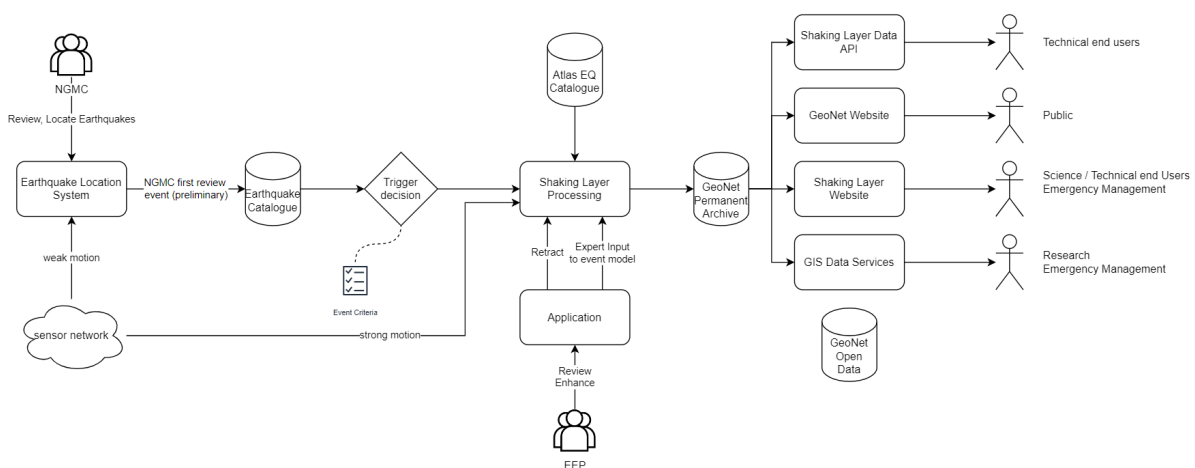 NGMC
Review, Locate Earthquakes
Earthquake Location
System
NGMC first review
event (preliminary)
Earthquake
Catalogue
Trigger
decision
Event Criteria
weak motion
sensor network
strong motion
Atlas EQ
Catalogue
Shaking Layer
Processing
Retract
Expert Input
to event model
Application
Review
Enhance
EEP
GeoNet
Permanent
Archive
Shaking Layer Data
API
Technical end users
GeoNet Website
Public
Shaking Layer
Website
Science / Technical end Users
Emergency Management
GIS Data Services
Research
Emergency Management
GeoNet
Open
Data